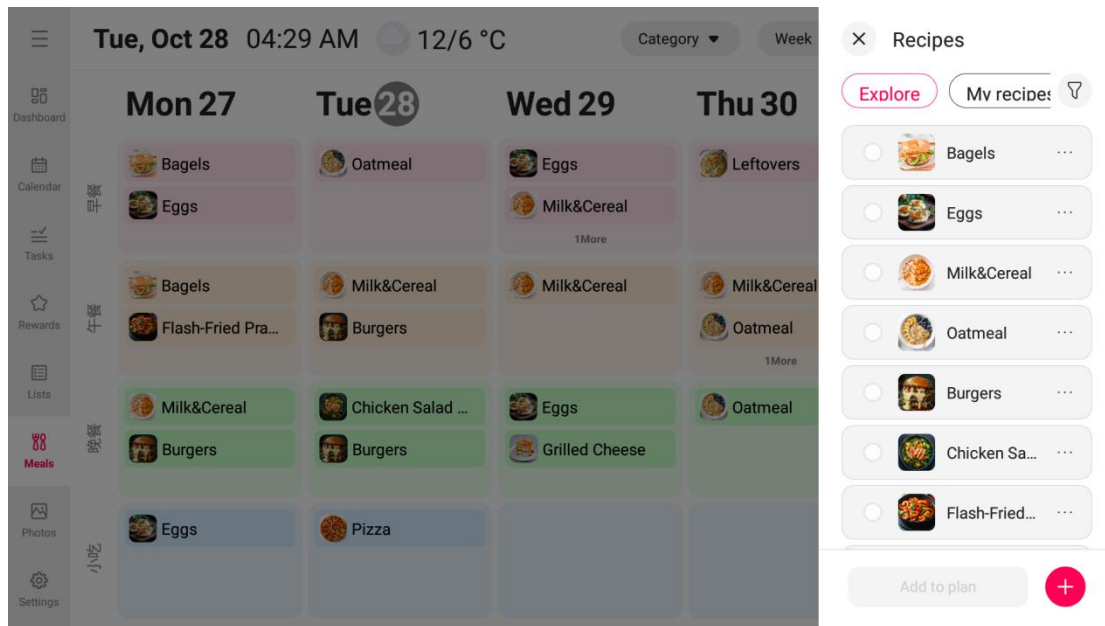 Tue, Oct 28 04:29 AM 12/6 °C Category Week
Dashboard
Calendar
Tasks
Rewards
Lists
Meals
Photos
Settings
Mon 27 Tue 28 Wed 29 Thu 30
早餐
Bagels Oatmeal Eggs Leftovers
Eggs Milk&Cereal
1More
午餐
Bagels Milk&Cereal Milk&Cereal Milk&Cereal
Flash-Fried Pra... Burgers Oatmeal
1More
晚餐
Milk&Cereal Chicken Salad ... Eggs Oatmeal
Burgers Burgers Grilled Cheese
小吃
Eggs Pizza
Recipes
Explore My recipes
Bagels
Eggs
Milk&Cereal
Oatmeal
Burgers
Chicken Sa...
Flash-Fried...
Add to plan